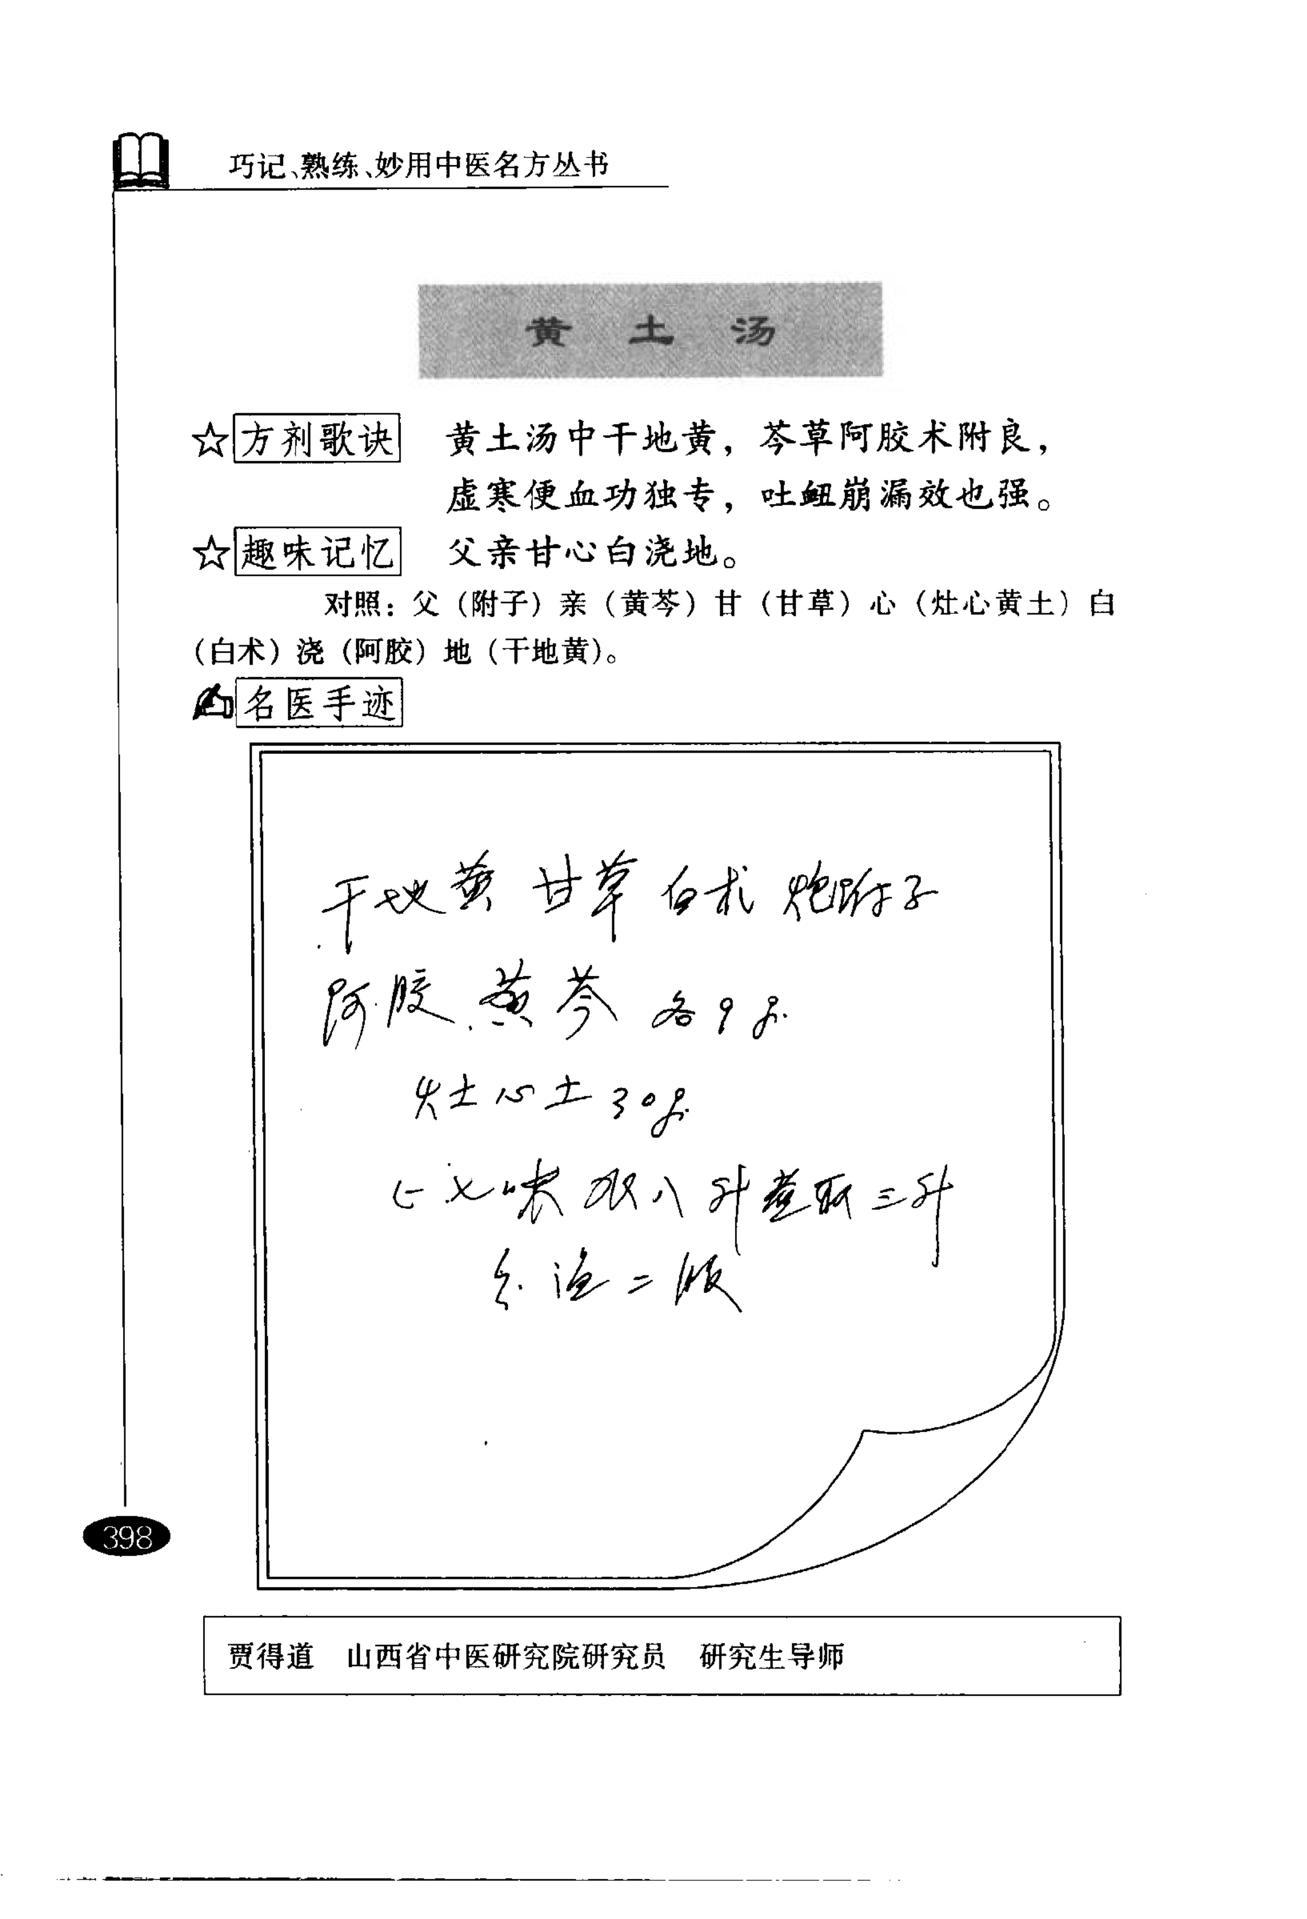 巧记、熟练、妙用中医名方丛书
黄土汤
☆方剂歌诀 黄土汤中干地黄，芩草阿胶术附良，
虚寒便血功独专，吐衄崩漏效也强。
☆趣味记忆 父亲甘心白浇地。
对照：父（附子）亲（黄芩）甘（甘草）心（灶心黄土）白
（白术）浇（阿胶）地（干地黄）。
名医手迹
干地黄 甘草 白术 炮附子
阿胶 黄芩 各9g
灶心土30g
上七味 水八升煮取三升
分温二服
398
贾得道 山西省中医研究院研究员 研究生导师